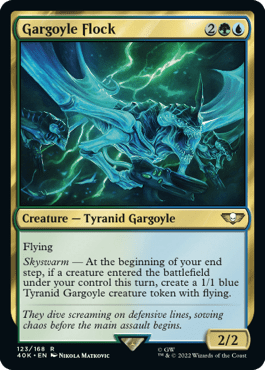 Gargoyle Flock 2
Creature — Tyranid Gargoyle
Flying
Skyswarm — At the beginning of your end
step, if a creature entered the battlefield
under your control this turn, create a 1/1 blue
Tyranid Gargoyle creature token with flying.
They dive screaming on defensive lines, sowing
chaos before the main assault begins.
2/2
123/168 R
40K • EN NIKOLA MATKOVIC
© GW
™ & © 2022 Wizards of the Coast